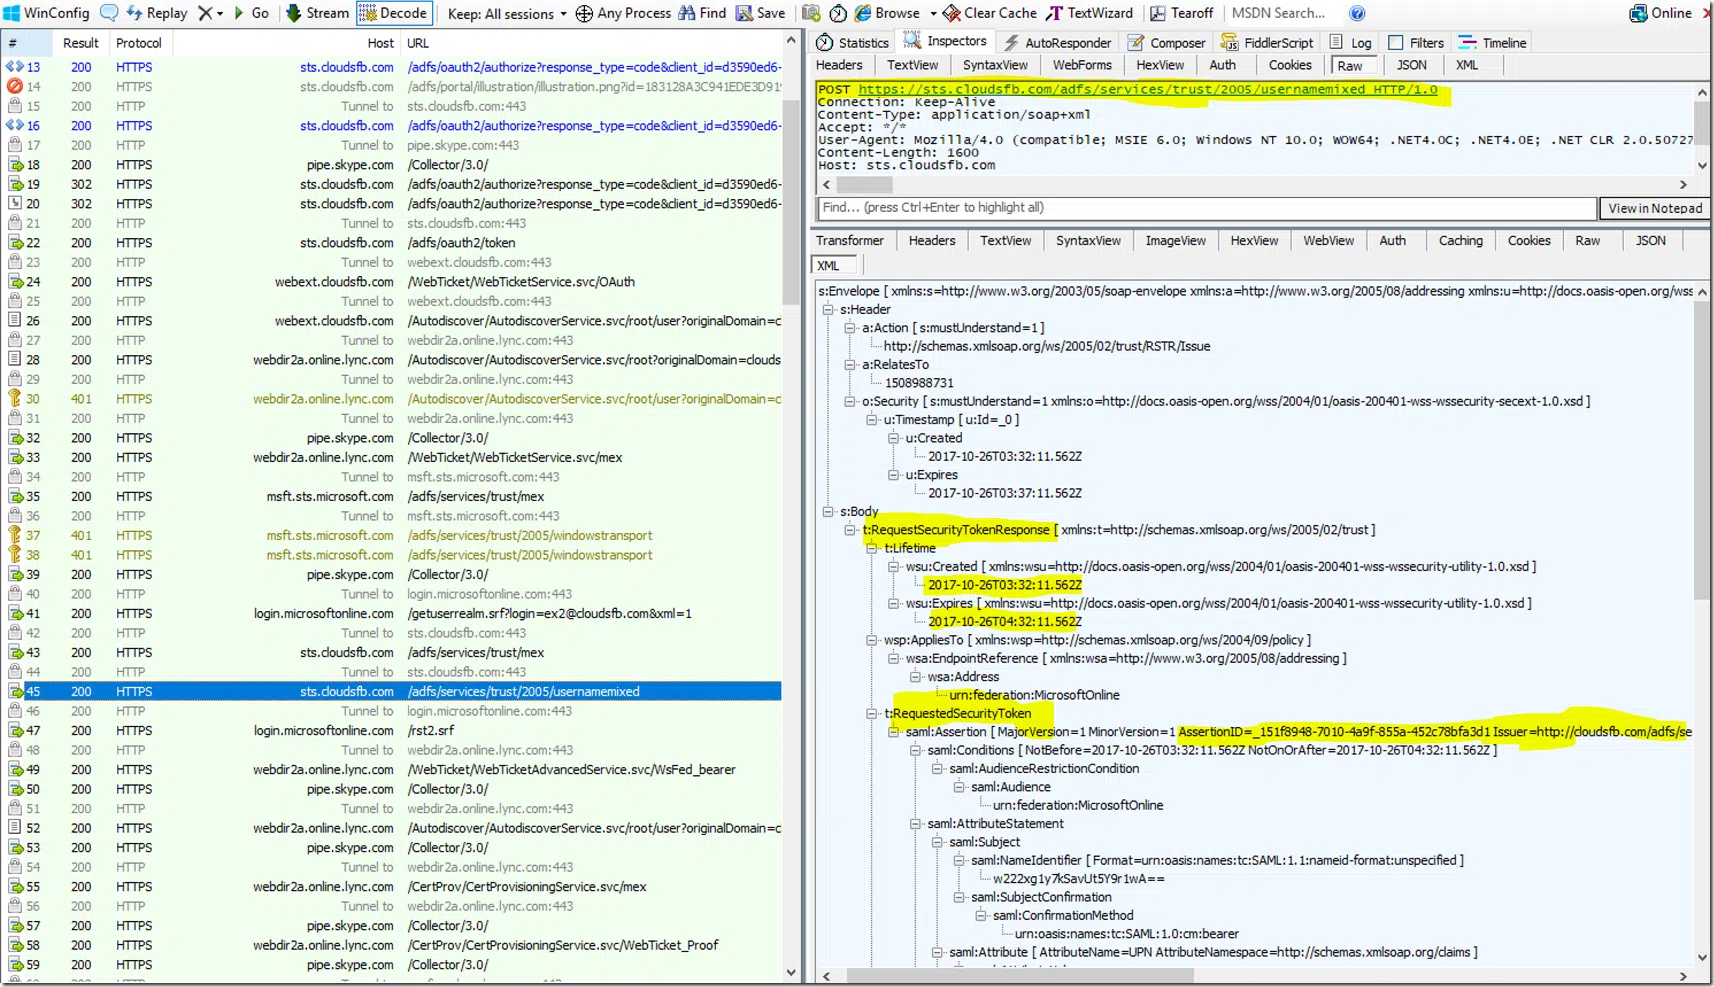 WinConfig Replay Go Stream Decode Keep: All sessions Any Process Find Save Browse Clear Cache TextWizard Tearoff MSDN Search... Online
# Result Protocol Host URL
13 200 HTTPS sts.cloudsfb.com /adfs/oauth2/authorize?response_type=code&client_id=d3590ed6-
14 200 HTTPS sts.cloudsfb.com /adfs/portal/illustration/illustration.png?id=183128A3C941EDE3D919
15 200 HTTP Tunnel to sts.cloudsfb.com:443
16 200 HTTPS sts.cloudsfb.com /adfs/oauth2/authorize?response_type=code&client_id=d3590ed6-
17 200 HTTP Tunnel to pipe.skype.com:443
18 200 HTTPS pipe.skype.com /Collector/3.0/
19 302 HTTPS sts.cloudsfb.com /adfs/oauth2/authorize?response_type=code&client_id=d3590ed6-
20 302 HTTPS sts.cloudsfb.com /adfs/oauth2/authorize?response_type=code&client_id=d3590ed6-
21 200 HTTP Tunnel to sts.cloudsfb.com:443
22 200 HTTPS sts.cloudsfb.com /adfs/oauth2/token
23 200 HTTP Tunnel to webext.cloudsfb.com:443
24 200 HTTPS webext.cloudsfb.com /WebTicket/WebTicketService.svc/OAuth
25 200 HTTP Tunnel to webext.cloudsfb.com:443
26 200 HTTPS webext.cloudsfb.com /Autodiscover/AutodiscoverService.svc/root/user?originalDomain=c
27 200 HTTP Tunnel to webdir2a.online.lync.com:443
28 200 HTTPS webdir2a.online.lync.com /Autodiscover/AutodiscoverService.svc/root?originalDomain=clouds
29 200 HTTP Tunnel to webdir2a.online.lync.com:443
30 401 HTTPS webdir2a.online.lync.com /Autodiscover/AutodiscoverService.svc/root/user?originalDomain=c
31 200 HTTP Tunnel to webdir2a.online.lync.com:443
32 200 HTTPS pipe.skype.com /Collector/3.0/
33 200 HTTPS webdir2a.online.lync.com /WebTicket/WebTicketService.svc/mex
34 200 HTTP Tunnel to msft.sts.microsoft.com:443
35 200 HTTPS msft.sts.microsoft.com /adfs/services/trust/mex
36 200 HTTP Tunnel to msft.sts.microsoft.com:443
37 401 HTTPS msft.sts.microsoft.com /adfs/services/trust/2005/windowstransport
38 401 HTTPS msft.sts.microsoft.com /adfs/services/trust/2005/windowstransport
39 200 HTTPS pipe.skype.com /Collector/3.0/
40 200 HTTP Tunnel to login.microsoftonline.com:443
41 200 HTTPS login.microsoftonline.com /getuserrealm.srf?login=ex2@cloudsfb.com&xml=1
42 200 HTTP Tunnel to sts.cloudsfb.com:443
43 200 HTTPS sts.cloudsfb.com /adfs/services/trust/mex
44 200 HTTP Tunnel to sts.cloudsfb.com:443
45 200 HTTPS sts.cloudsfb.com /adfs/services/trust/2005/usernamemixed
46 200 HTTP Tunnel to login.microsoftonline.com:443
47 200 HTTPS login.microsoftonline.com /rst2.srf
48 200 HTTP Tunnel to webdir2a.online.lync.com:443
49 200 HTTPS webdir2a.online.lync.com /WebTicket/WebTicketAdvancedService.svc/WsFed_bearer
50 200 HTTPS pipe.skype.com /Collector/3.0/
51 200 HTTP Tunnel to webdir2a.online.lync.com:443
52 200 HTTPS webdir2a.online.lync.com /Autodiscover/AutodiscoverService.svc/root/user?originalDomain=c
53 200 HTTPS pipe.skype.com /Collector/3.0/
54 200 HTTP Tunnel to webdir2a.online.lync.com:443
55 200 HTTPS webdir2a.online.lync.com /CertProv/CertProvisioningService.svc/mex
56 200 HTTP Tunnel to webdir2a.online.lync.com:443
57 200 HTTPS pipe.skype.com /Collector/3.0/
58 200 HTTPS webdir2a.online.lync.com /CertProv/CertProvisioningService.svc/WebTicket_Proof
59 200 HTTPS pipe.skype.com /Collector/3.0/
Statistics Inspectors AutoResponder Composer FiddlerScript Log Filters Timeline
Headers TextView SyntaxView WebForms HexView Auth Cookies Raw JSON XML
POST https://sts.cloudsfb.com/adfs/services/trust/2005/usernamemixed HTTP/1.0
Connection: Keep-Alive
Content-Type: application/soap+xml
Accept: */*
User-Agent: Mozilla/4.0 (compatible; MSIE 6.0; Windows NT 10.0; WOW64; .NET4.0C; .NET4.0E; .NET CLR 2.0.50727
Content-Length: 1600
Host: sts.cloudsfb.com
Find... (press Ctrl+Enter to highlight all) View in Notepad
Transformer Headers TextView SyntaxView ImageView HexView WebView Auth Caching Cookies Raw JSON
XML
s:Envelope [ xmlns:s=http://www.w3.org/2003/05/soap-envelope xmlns:a=http://www.w3.org/2005/08/addressing xmlns:u=http://docs.oasis-open.org/wss
s:Header
a:Action [ s:mustUnderstand=1 ]
http://schemas.xmlsoap.org/ws/2005/02/trust/RSTR/Issue
a:RelatesTo
1508988731
o:Security [ s:mustUnderstand=1 xmlns:o=http://docs.oasis-open.org/wss/2004/01/oasis-200401-wss-wssecurity-secext-1.0.xsd ]
u:Timestamp [ u:Id=_0 ]
u:Created
2017-10-26T03:32:11.562Z
u:Expires
2017-10-26T03:37:11.562Z
s:Body
t:RequestSecurityTokenResponse [ xmlns:t=http://schemas.xmlsoap.org/ws/2005/02/trust ]
t:Lifetime
wsu:Created [ xmlns:wsu=http://docs.oasis-open.org/wss/2004/01/oasis-200401-wss-wssecurity-utility-1.0.xsd ]
2017-10-26T03:32:11.562Z
wsu:Expires [ xmlns:wsu=http://docs.oasis-open.org/wss/2004/01/oasis-200401-wss-wssecurity-utility-1.0.xsd ]
2017-10-26T04:32:11.562Z
wsp:AppliesTo [ xmlns:wsp=http://schemas.xmlsoap.org/ws/2004/09/policy ]
wsa:EndpointReference [ xmlns:wsa=http://www.w3.org/2005/08/addressing ]
wsa:Address
urn:federation:MicrosoftOnline
t:RequestedSecurityToken
saml:Assertion [ MajorVersion=1 MinorVersion=1 AssertionID=_151f8948-7010-4a9f-855a-452c78bfa3d1 Issuer=http://cloudsfb.com/adfs/se
saml:Conditions [ NotBefore=2017-10-26T03:32:11.562Z NotOnOrAfter=2017-10-26T04:32:11.562Z ]
saml:AudienceRestrictionCondition
saml:Audience
urn:federation:MicrosoftOnline
saml:AttributeStatement
saml:Subject
saml:NameIdentifier [ Format=urn:oasis:names:tc:SAML:1.1:nameid-format:unspecified ]
w222xg1y7kSavUt5Y9r1wA==
saml:SubjectConfirmation
saml:ConfirmationMethod
urn:oasis:names:tc:SAML:1.0:cm:bearer
saml:Attribute [ AttributeName=UPN AttributeNamespace=http://schemas.xmlsoap.org/claims ]